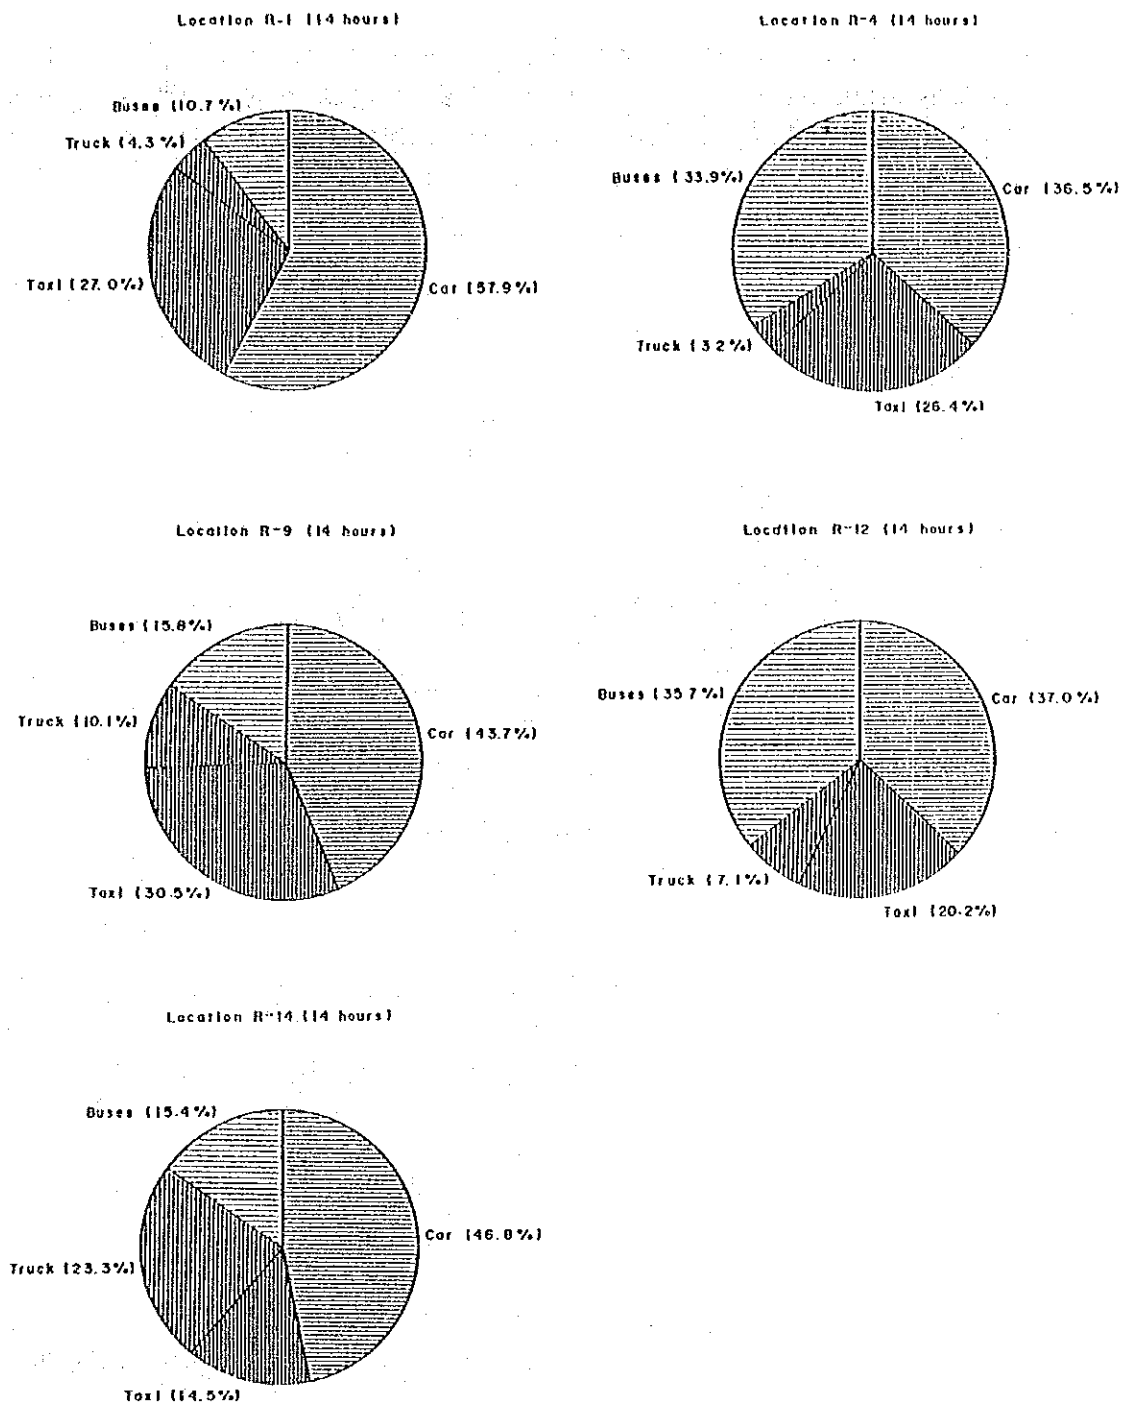 Location R-1 (14 hours)
Buses (10.7%)
Truck (4.3%)
Taxi (27.0%)
Car (57.9%)
Location R-4 (14 hours)
Buses (33.9%)
Car (36.5%)
Truck (3.2%)
Taxi (26.4%)
Location R-9 (14 hours)
Buses (15.8%)
Truck (10.1%)
Car (43.7%)
Taxi (30.5%)
Location R-12 (14 hours)
Buses (35.7%)
Car (37.0%)
Truck (7.1%)
Taxi (20.2%)
Location R-14 (14 hours)
Buses (15.4%)
Car (46.8%)
Truck (23.3%)
Taxi (14.5%)